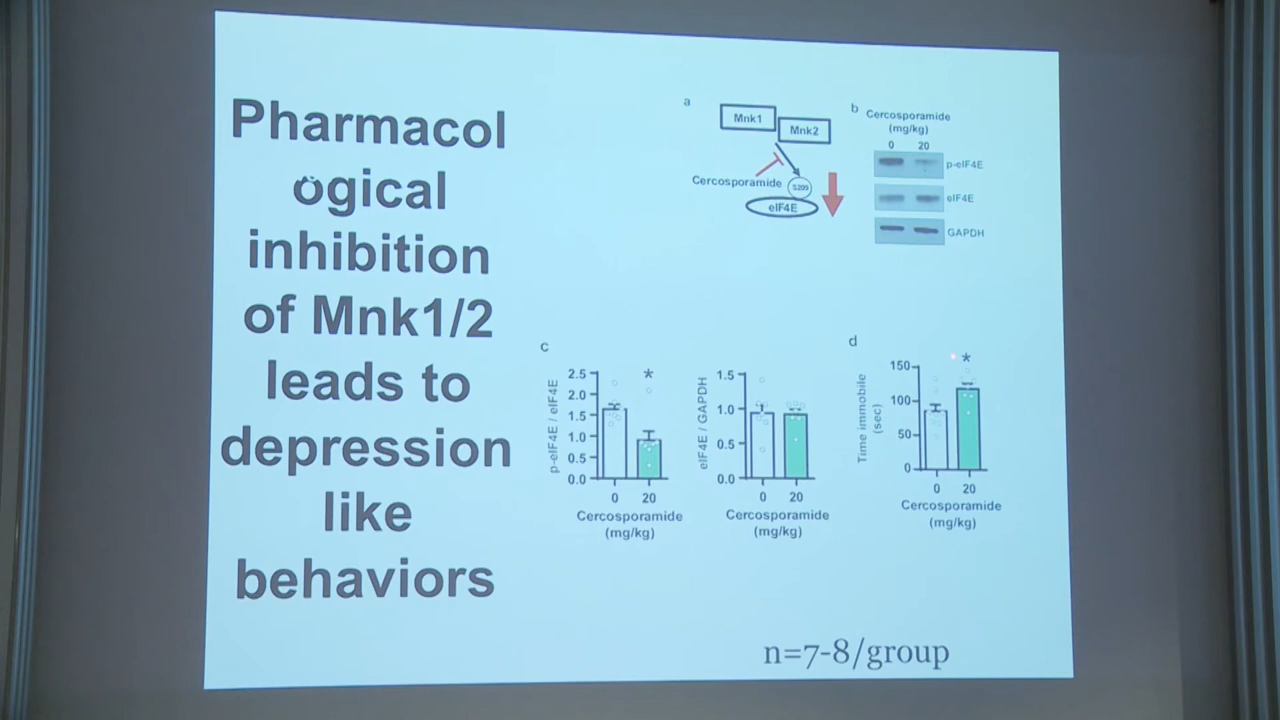 Pharmacol
ogical
inhibition
of Mnk1/2
leads to
depression
like
behaviors
a
Mnk1
Mnk2
Cercosporamide
S209
eIF4E
b
Cercosporamide
(mg/kg)
0 20
p-eIF4E
eIF4E
GAPDH
c
*
p-eIF4E / eIF4E
2.5
2.0
1.5
1.0
0.5
0.0
0 20
Cercosporamide
(mg/kg)
eIF4E / GAPDH
1.5
1.0
0.5
0.0
0 20
Cercosporamide
(mg/kg)
d
*
Time immobile
(sec)
150
100
50
0
0 20
Cercosporamide
(mg/kg)
n=7-8/group